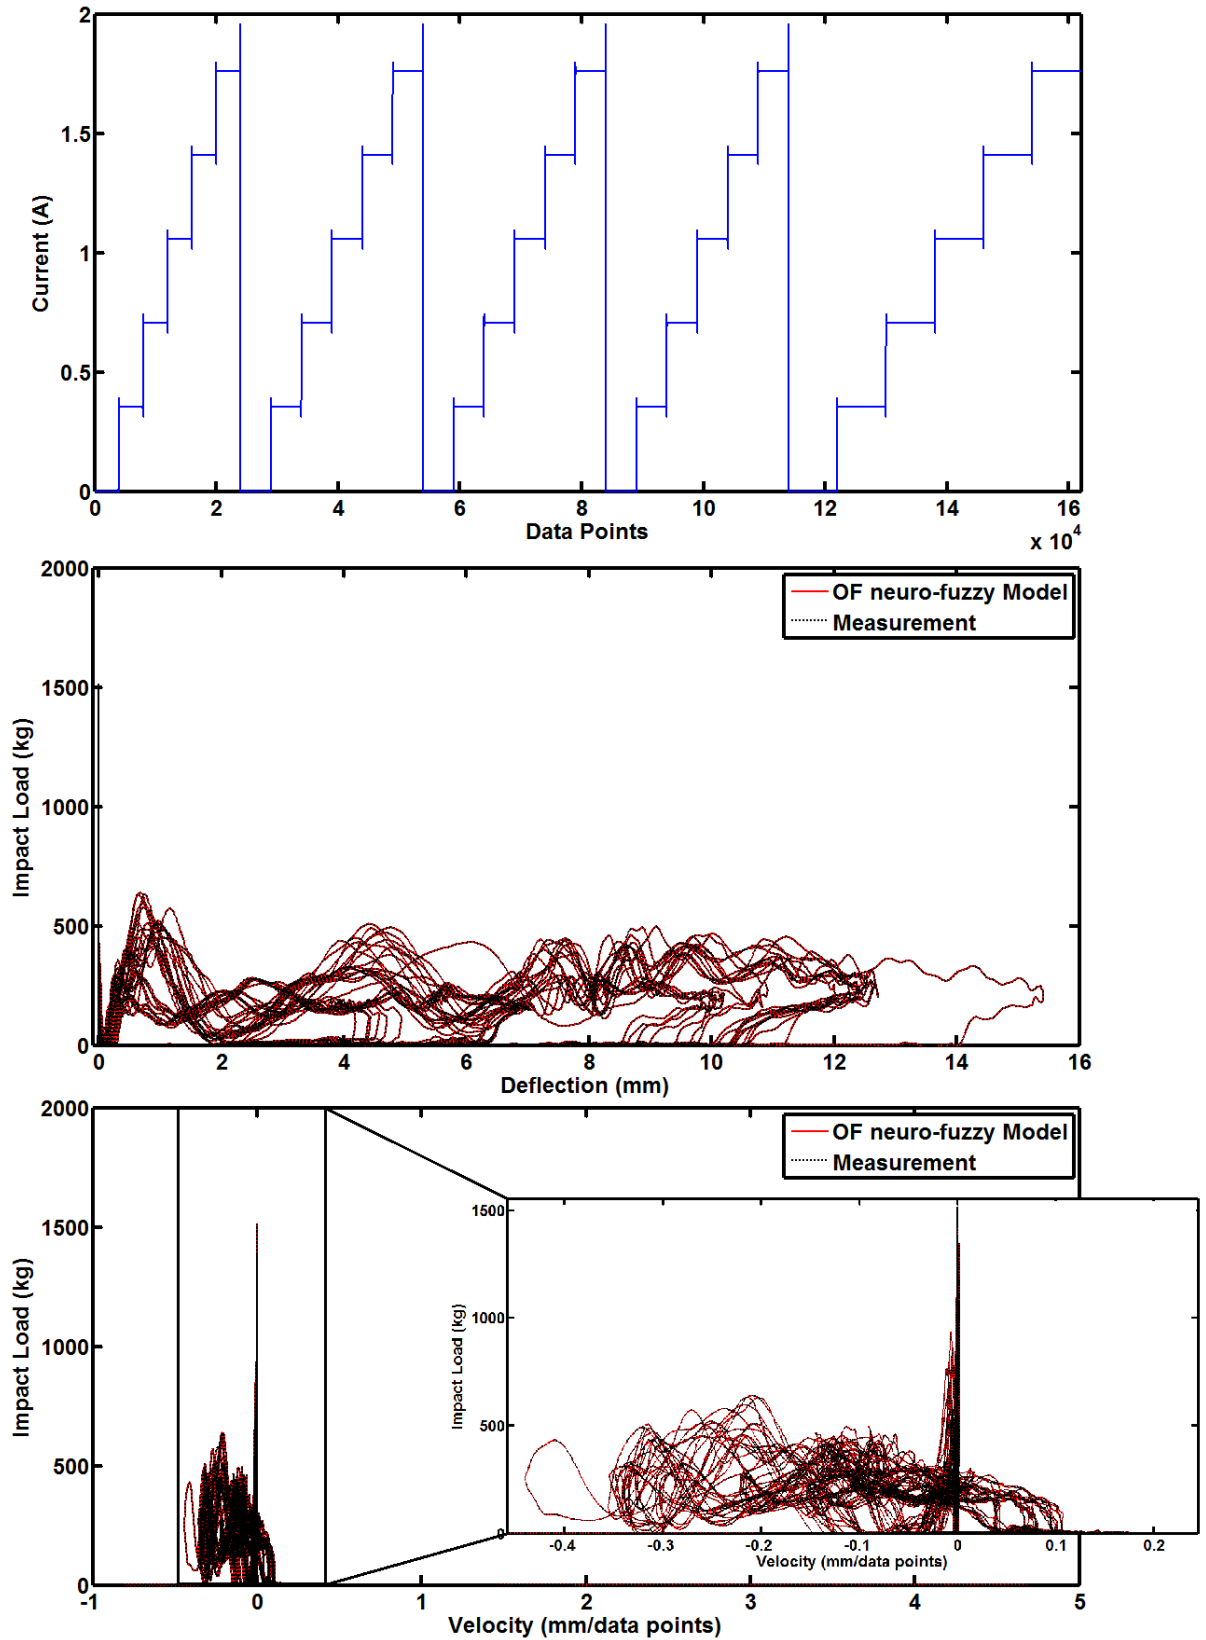 2
1.5
1
0.5
0
Current (A)
0 2 4 6 8 10 12 14 16
Data Points
x 10^4
2000
1500
1000
500
0
Impact Load (kg)
OF neuro-fuzzy Model
Measurement
0 2 4 6 8 10 12 14 16
Deflection (mm)
2000
1500
1000
500
0
Impact Load (kg)
OF neuro-fuzzy Model
Measurement
1500
1000
500
0
Impact Load (kg)
-0.4 -0.3 -0.2 -0.1 0 0.1 0.2
Velocity (mm/data points)
-1 0 1 2 3 4 5
Velocity (mm/data points)